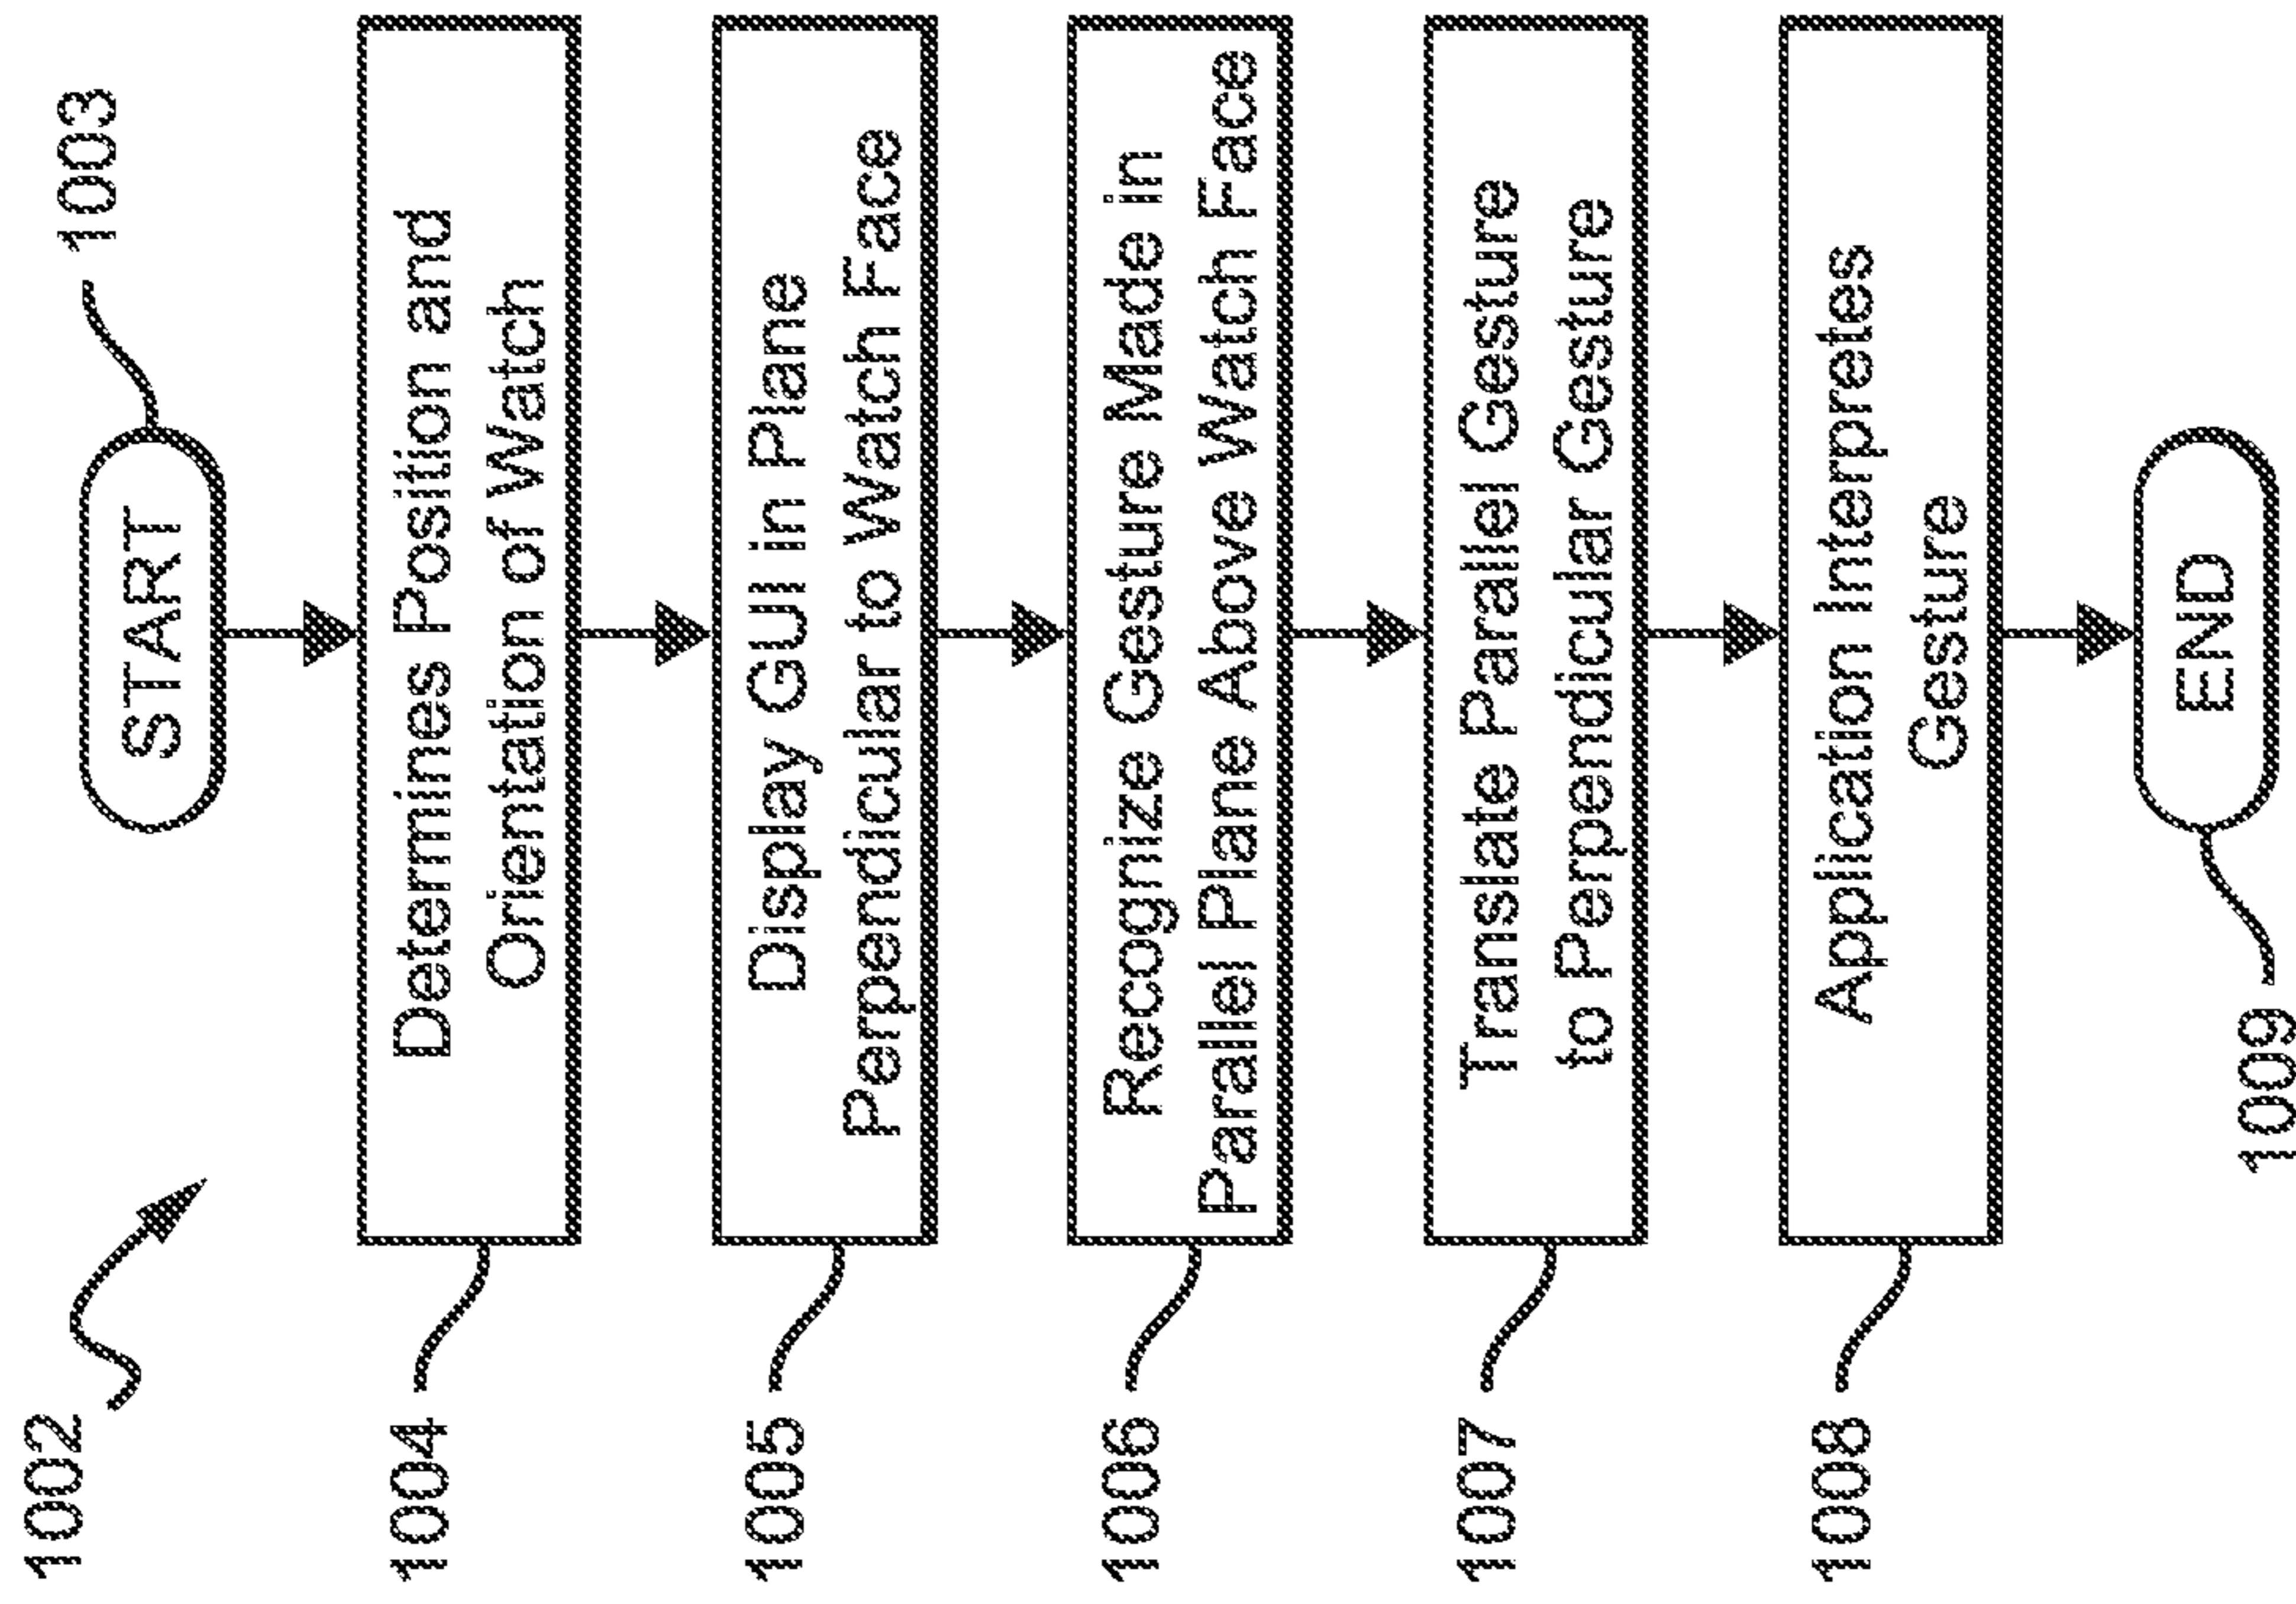 1002
START
1003
1004
Determines Position and
Orientation of Watch
1005
Display GUI in Plane
Perpendicular to Watch Face
1006
Recognize Gesture Made in
Parallel Plane Above Watch Face
1007
Translate Parallel Gesture
to Perpendicular Gesture
1008
Application Interpretes
Gesture
END
1009